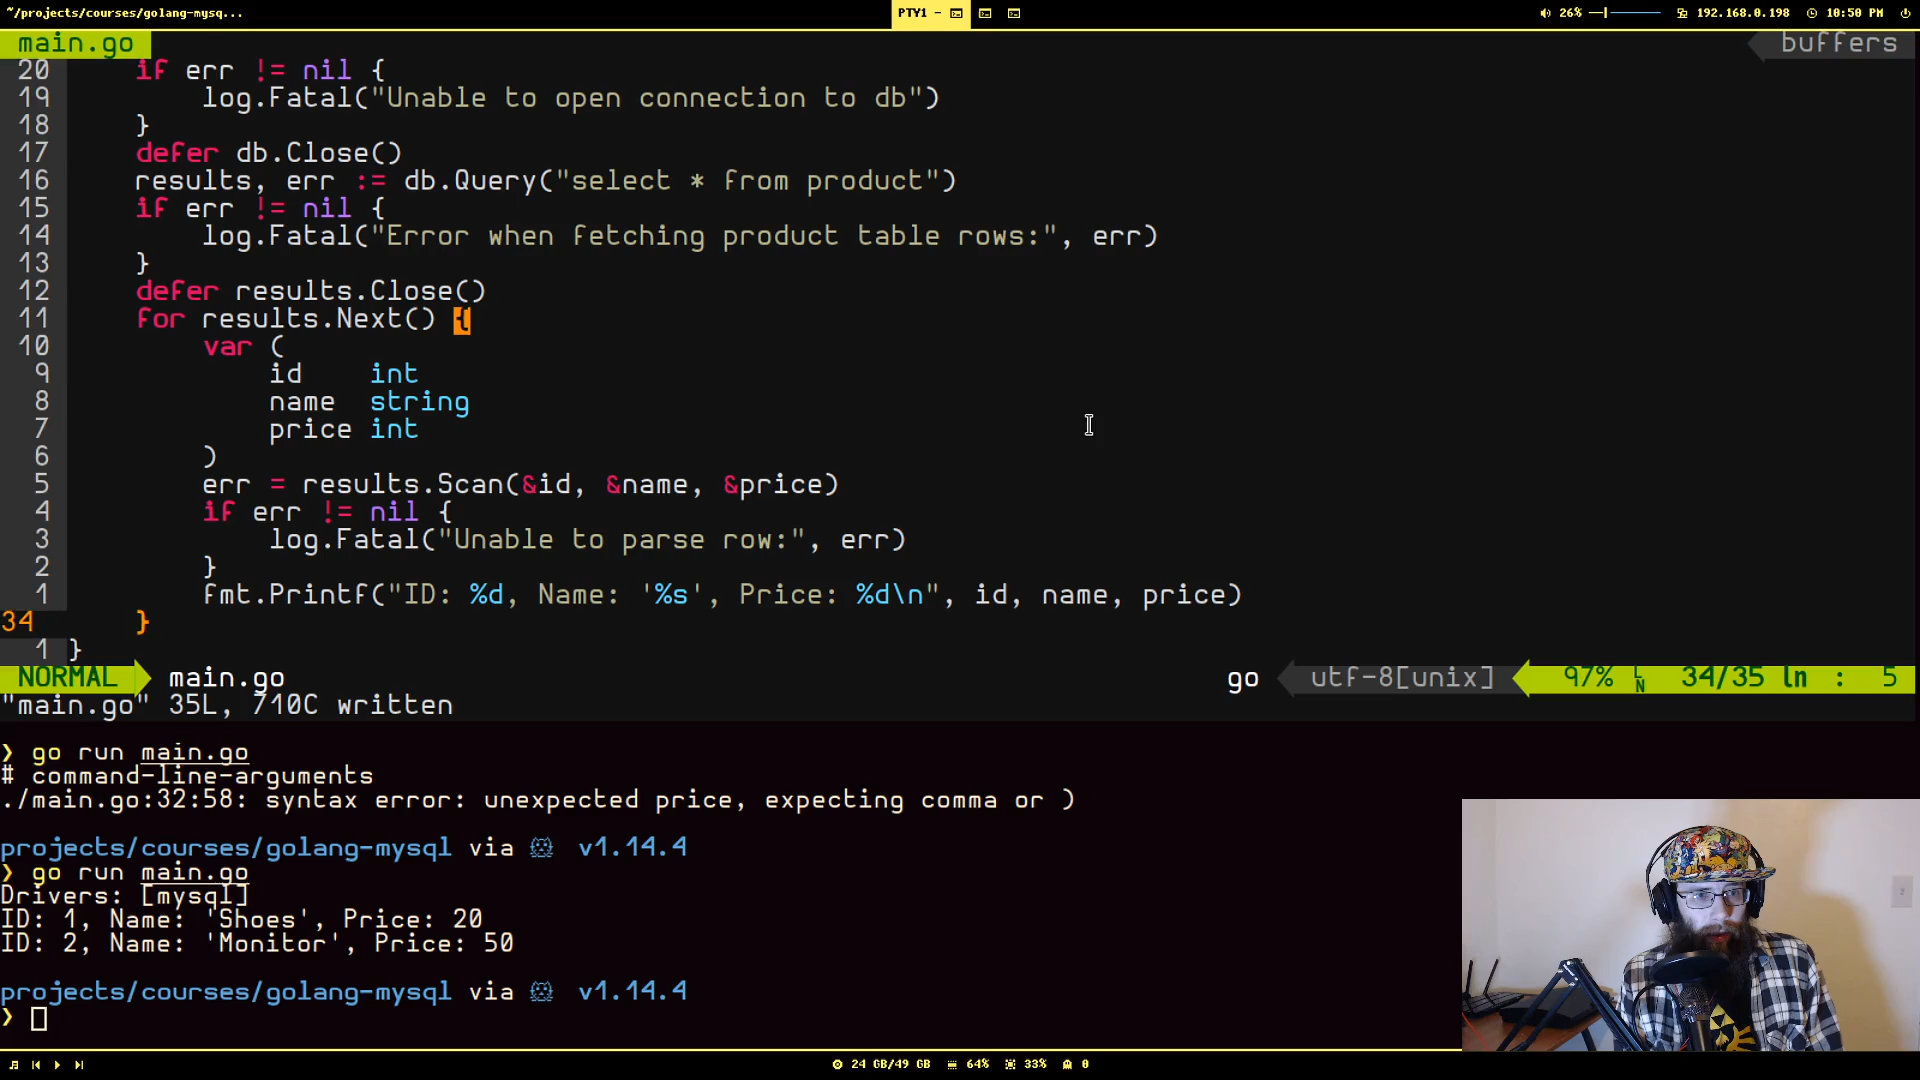 ~/projects/courses/golang-mysq... PTY1 - 26% 192.168.0.198 10:50 PM
main.go buffers
20 if err != nil {
19 log.Fatal("Unable to open connection to db")
18 }
17 defer db.Close()
16 results, err := db.Query("select * from product")
15 if err != nil {
14 log.Fatal("Error when fetching product table rows:", err)
13 }
12 defer results.Close()
11 for results.Next() {
10 var (
9 id int
8 name string
7 price int
6 )
5 err = results.Scan(&id, &name, &price)
4 if err != nil {
3 log.Fatal("Unable to parse row:", err)
2 }
1 fmt.Printf("ID: %d, Name: '%s', Price: %d\n", id, name, price)
34 }
1 }
NORMAL main.go go utf-8[unix] 97% LN 34/35 ln : 5
"main.go" 35L, 710C written
❯ go run main.go
# command-line-arguments
./main.go:32:58: syntax error: unexpected price, expecting comma or )
projects/courses/golang-mysql via 🐹 v1.14.4
❯ go run main.go
Drivers: [mysql]
ID: 1, Name: 'Shoes', Price: 20
ID: 2, Name: 'Monitor', Price: 50
projects/courses/golang-mysql via 🐹 v1.14.4
❯
24 GB/49 GB 64% 33% 0